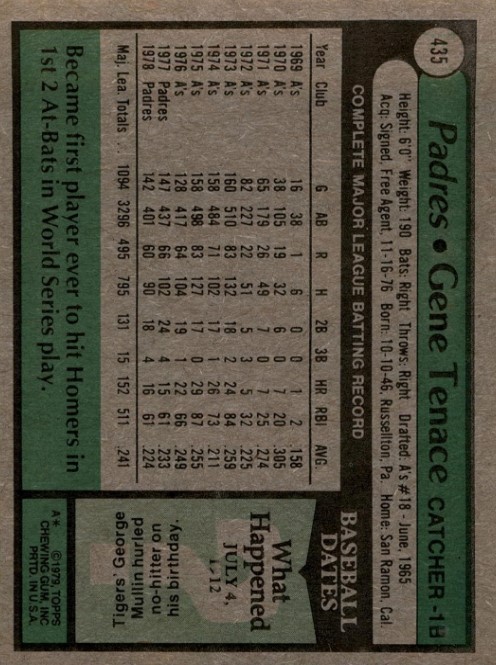 435
Padres • Gene Tenace CATCHER -1B
Height: 6'0" Weight: 190 Bats: Right Throws: Right Drafted: A's #18 - June, 1965
Acq: Signed, Free Agent, 11-16-76 Born: 10-10-46, Russellton, Pa. Home: San Ramon, Cal.
COMPLETE MAJOR LEAGUE BATTING RECORD
Year Club G AB R H 2B 3B HR RBI AVG.
1969 A's 16 38 1 6 0 0 1 2 .158
1970 A's 38 105 19 32 6 0 7 20 .305
1971 A's 65 179 26 49 7 0 7 25 .274
1972 A's 82 227 22 51 5 3 5 32 .225
1973 A's 160 510 83 132 18 2 24 84 .259
1974 A's 158 484 71 102 17 1 26 73 .211
1975 A's 158 498 83 127 17 0 29 87 .255
1976 A's 128 417 64 104 19 1 22 66 .249
1977 Padres 147 437 66 102 24 4 15 61 .233
1978 Padres 142 401 60 90 18 4 16 61 .224
Maj. Lea. Totals . . . 1094 3296 495 795 131 15 152 511 .241
Became first player ever to hit Homers in
1st 2 At-Bats in World Series play.
BASEBALL
DATES
What
Happened
JULY 4,
Tigers, George
Mullin hurled
no-hitter on
his birthday.
A* ©1979, TOPPS
CHEWING GUM, INC
PRTD. IN U.S.A.